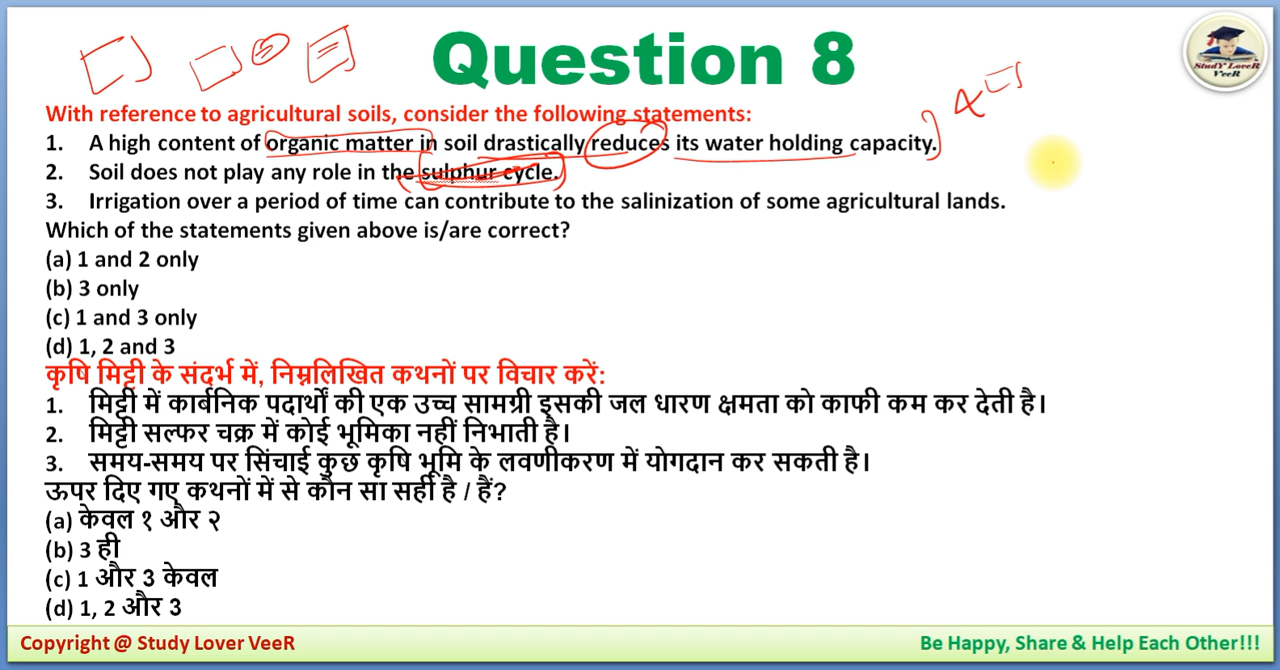 Question 8
StudY LoveR
VeeR
With reference to agricultural soils, consider the following statements:
1. A high content of organic matter in soil drastically reduces its water holding capacity.
2. Soil does not play any role in the sulphur cycle.
3. Irrigation over a period of time can contribute to the salinization of some agricultural lands.
Which of the statements given above is/are correct?
(a) 1 and 2 only
(b) 3 only
(c) 1 and 3 only
(d) 1, 2 and 3
कृषि मिट्टी के संदर्भ में, निम्नलिखित कथनों पर विचार करें:
1. मिट्टी में कार्बनिक पदार्थों की एक उच्च सामग्री इसकी जल धारण क्षमता को काफी कम कर देती है।
2. मिट्टी सल्फर चक्र में कोई भूमिका नहीं निभाती है।
3. समय-समय पर सिंचाई कुछ कृषि भूमि के लवणीकरण में योगदान कर सकती है।
ऊपर दिए गए कथनों में से कौन सा सही है / हैं?
(a) केवल १ और २
(b) 3 ही
(c) 1 और 3 केवल
(d) 1, 2 और 3
Copyright @ Study Lover VeeR
Be Happy, Share & Help Each Other!!!